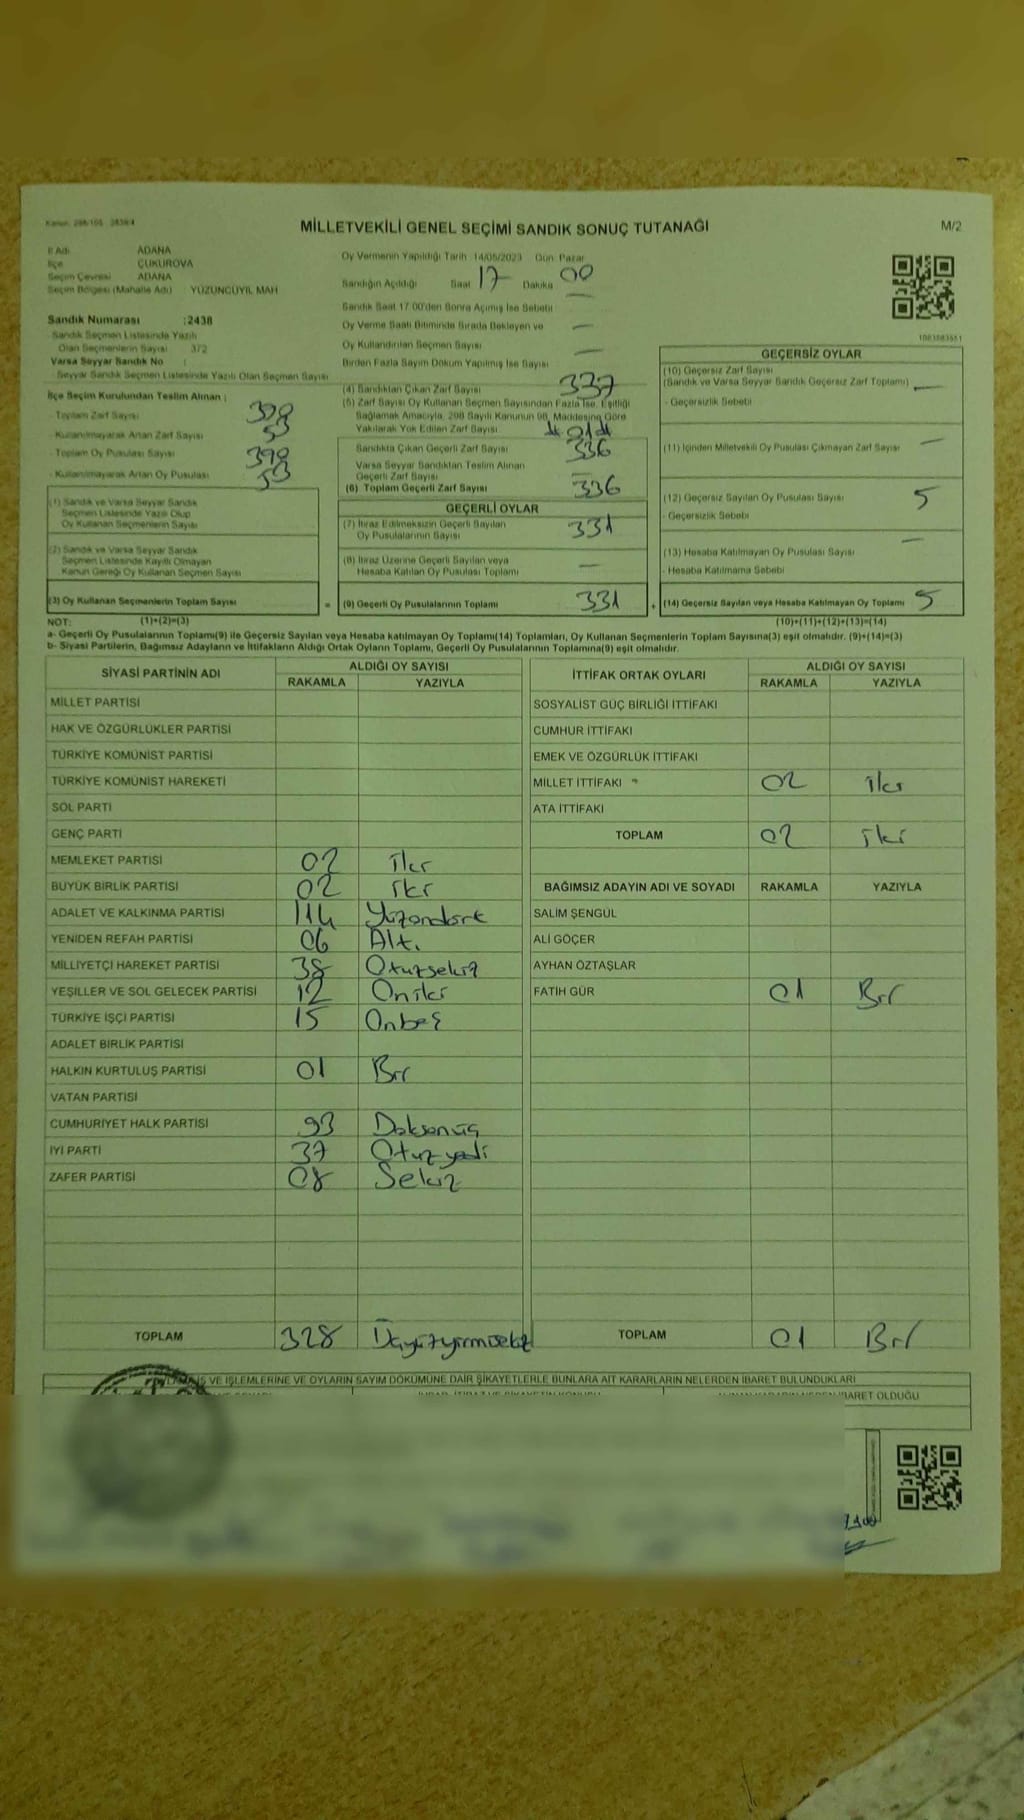 MİLLETVEKİLİ GENEL SEÇİMİ SANDIK SONUÇ TUTANAĞI
M/2
İl Adı ADANA
İlçe ÇUKUROVA
Seçim Çevresi ADANA
Seçim Bölgesi (Mahalle Adı) YÜZÜNCÜYIL MAH
Sandık Numarası :2438
Sandık Seçmen Listesinde Yazılı
Olan Seçmenlerin Sayısı 372
Varsa Seyyar Sandık No :
Seyyar Sandık Seçmen Listesinde Yazılı Olan Seçmen Sayısı
İlçe Seçim Kurulundan Teslim Alınan ;
- Toplam Zarf Sayısı 390
- Kullanılmayarak Artan Zarf Sayısı 53
- Toplam Oy Pusulası Sayısı 390
- Kullanılmayarak Artan Oy Pusulası 53
(1) Sandık ve Varsa Seyyar Sandık
Seçmen Listesinde Yazılı Olup
Oy Kullanan Seçmenlerin Sayısı
(2) Sandık ve Varsa Seyyar Sandık
Seçmen Listesinde Kayıtlı Olmayan
Kanun Gereği Oy Kullanan Seçmen Sayısı
(3) Oy Kullanan Seçmenlerin Toplam Sayısı =
Oy Vermenin Yapıldığı Tarih 14/05/2023 Gün Pazar
Sandığın Açıldığı Saat 17 Dakika 00
Sandık Saat 17.00'den Sonra Açımış İse Sebebi —
Oy Verme Saati Bitiminde Sırada Bekleyen ve
Oy Kullandırılan Seçmen Sayısı —
Birden Fazla Sayım Döküm Yapılmış İse Sayısı —
(4) Sandıktan Çıkan Zarf Sayısı 337
(5) Zarf Sayısı Oy Kullanan Seçmen Sayısından Fazla İse, Eşitliği
Sağlamak Amacıyla, 298 Sayılı Kanunun 98. Maddesine Göre
Yakılarak Yok Edilen Zarf Sayısı 01
Sandıkta Çıkan Geçerli Zarf Sayısı 336
Varsa Seyyar Sandıktan Teslim Alınan
Geçerli Zarf Sayısı —
(6) Toplam Geçerli Zarf Sayısı 336
GEÇERLİ OYLAR
(7) İtiraz Edilmeksizin Geçerli Sayılan
Oy Pusulalarının Sayısı 331
(8) İtiraz Üzerine Geçerli Sayılan veya
Hesaba Katılan Oy Pusulası Toplamı —
(9) Geçerli Oy Pusulalarının Toplamı 331 +
1083083551
GEÇERSİZ OYLAR
(10) Geçersiz Zarf Sayısı
(Sandık ve Varsa Seyyar Sandık Geçersiz Zarf Toplamı) —
- Geçersizlik Sebebi
(11) İçinden Milletvekili Oy Pusulası Çıkmayan Zarf Sayısı —
(12) Geçersiz Sayılan Oy Pusulası Sayısı 5
- Geçersizlik Sebebi
(13) Hesaba Katılmayan Oy Pusulası Sayısı —
- Hesaba Katılmama Sebebi
(14) Geçersiz Sayılan veya Hesaba Katılmayan Oy Toplamı 5
NOT: (1)+(2)=(3) (10)+(11)+(12)+(13)=(14)
a- Geçerli Oy Pusulalarının Toplamı(9) ile Geçersiz Sayılan veya Hesaba katılmayan Oy Toplamı(14) Toplamları, Oy Kullanan Seçmenlerin Toplam Sayısına(3) eşit olmalıdır. (9)+(14)=(3)
b- Siyasi Partilerin, Bağımsız Adayların ve İttifakların Aldığı Ortak Oyların Toplamı, Geçerli Oy Pusulalarının Toplamına(9) eşit olmalıdır.
SİYASİ PARTİNİN ADI ALDIĞI OY SAYISI
RAKAMLA YAZIYLA
MİLLET PARTİSİ
HAK VE ÖZGÜRLÜKLER PARTİSİ
TÜRKİYE KOMÜNİST PARTİSİ
TÜRKİYE KOMÜNİST HAREKETİ
SOL PARTİ
GENÇ PARTİ
MEMLEKET PARTİSİ 02 iki
BÜYÜK BİRLİK PARTİSİ 02 iki
ADALET VE KALKINMA PARTİSİ 114 Yüzondört
YENİDEN REFAH PARTİSİ 06 Altı
MİLLİYETÇİ HAREKET PARTİSİ 38 Otuzsekiz
YEŞİLLER VE SOL GELECEK PARTİSİ 12 Oniki
TÜRKİYE İŞÇİ PARTİSİ 15 Onbeş
ADALET BİRLİK PARTİSİ
HALKIN KURTULUŞ PARTİSİ 01 Bir
VATAN PARTİSİ
CUMHURİYET HALK PARTİSİ 93 Doksanüç
İYİ PARTİ 37 Otuzyedi
ZAFER PARTİSİ 08 Sekiz
TOPLAM 328 Üçyüzyirmisekiz
İTTİFAK ORTAK OYLARI ALDIĞI OY SAYISI
RAKAMLA YAZIYLA
SOSYALİST GÜÇ BİRLİĞİ İTTİFAKI
CUMHUR İTTİFAKI
EMEK VE ÖZGÜRLÜK İTTİFAKI
MİLLET İTTİFAKI 02 iki
ATA İTTİFAKI
TOPLAM 02 iki
BAĞIMSIZ ADAYIN ADI VE SOYADI RAKAMLA YAZIYLA
SALİM ŞENGÜL
ALİ GÖÇER
AYHAN ÖZTAŞLAR
FATİH GÜR 01 Bir
TOPLAM 01 Bir
İŞ VE İŞLEMLERİNE VE OYLARIN SAYIM DÖKÜMÜNE DAİR ŞİKAYETLERLE BUNLARA AİT KARARLARIN NELERDEN İBARET BULUNDUKLARI
İBARET OLDUĞU